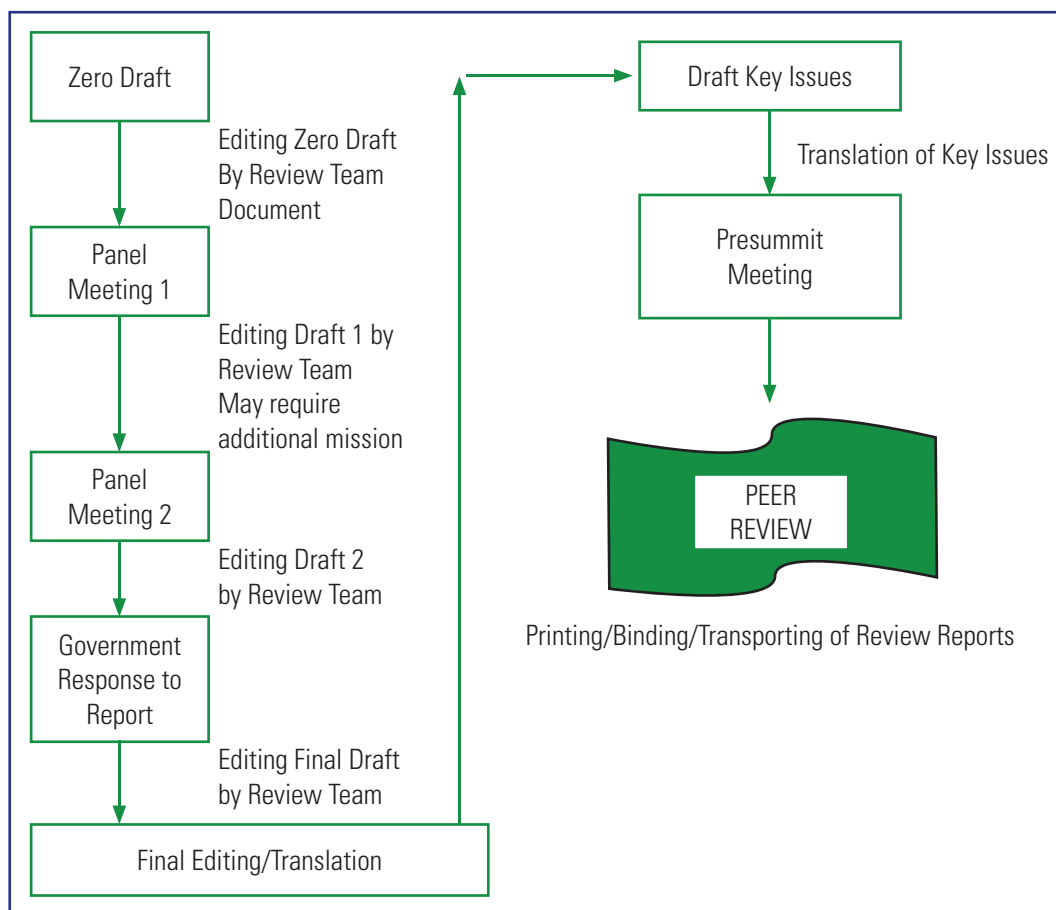 Zero Draft
Editing Zero Draft
By Review Team
Document
Panel
Meeting 1
Editing Draft 1 by
Review Team
May require
additional mission
Panel
Meeting 2
Editing Draft 2
by Review Team
Government
Response to
Report
Editing Final Draft
by Review Team
Final Editing/Translation
Draft Key Issues
Translation of Key Issues
Presummit
Meeting
PEER
REVIEW
Printing/Binding/Transporting of Review Reports